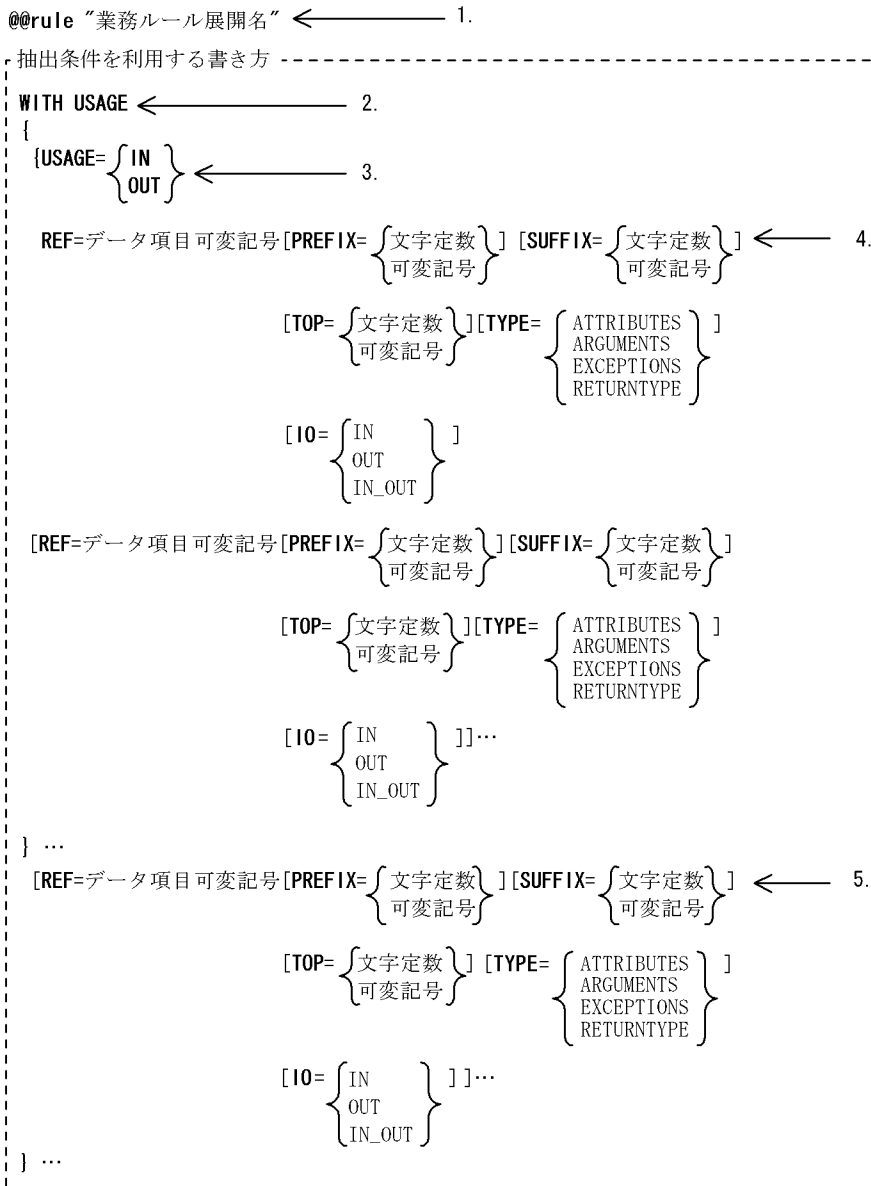 @@rule "業務ルール展開名" 1.
抽出条件を利用する書き方
WITH USAGE 2.
{
{USAGE= {IN
OUT} 3.
REF=データ項目可変記号[PREFIX= {文字定数
可変記号}] [SUFFIX= {文字定数
可変記号}] 4.
[TOP= {文字定数
可変記号}][TYPE= {ATTRIBUTES
ARGUMENTS
EXCEPTIONS
RETURNTYPE} ]
[IO= {IN
OUT
IN_OUT} ]
[REF=データ項目可変記号[PREFIX= {文字定数
可変記号}][SUFFIX= {文字定数
可変記号}]
[TOP= {文字定数
可変記号}][TYPE= {ATTRIBUTES
ARGUMENTS
EXCEPTIONS
RETURNTYPE} ]
[IO= {IN
OUT
IN_OUT} ]]…
} …
[REF=データ項目可変記号[PREFIX= {文字定数
可変記号} ][SUFFIX= {文字定数
可変記号}] 5.
[TOP= {文字定数
可変記号}] [TYPE= {ATTRIBUTES
ARGUMENTS
EXCEPTIONS
RETURNTYPE} ]
[IO= {IN
OUT
IN_OUT} ] ]…
} …